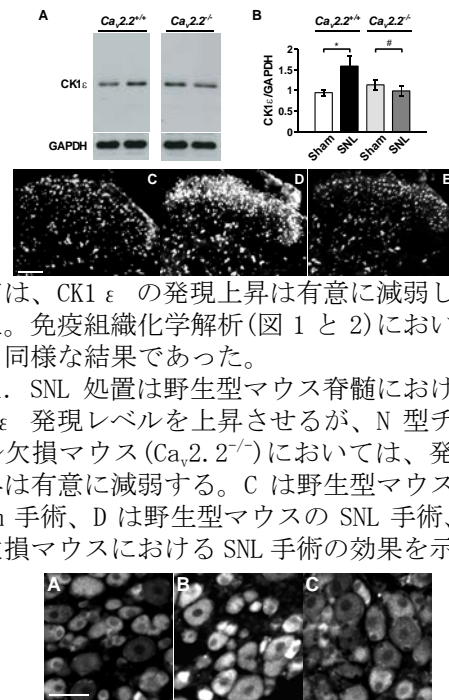 A
B
Cav2.2+/+ Cav2.2-/-
Cav2.2+/+ Cav2.2-/-
CK1ε
GAPDH
CK1ε/GAPDH
2
1.5
1
0.5
0
* #
Sham SNL Sham SNL
C D E
ては、CK1 ε の発現上昇は有意に減弱し
。免疫組織化学解析(図 1 と 2)におい
同様な結果であった。
. SNL 処置は野生型マウス脊髄におけ
ε 発現レベルを上昇させるが、N 型チ
欠損マウス(Cav2.2-/-)においては、発
は有意に減弱する。C は野生型マウス
手術、D は野生型マウスの SNL 手術、
損マウスにおける SNL 手術の効果を示
A B C